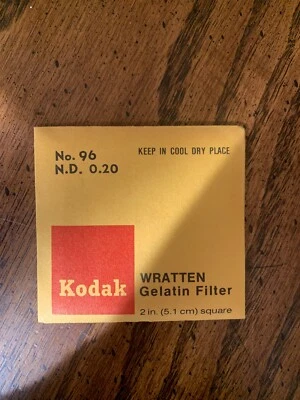 No. 96
N.D. 0.20
KEEP IN COOL DRY PLACE
Kodak
WRATTEN
Gelatin Filter
2 in. (5.1 cm) square